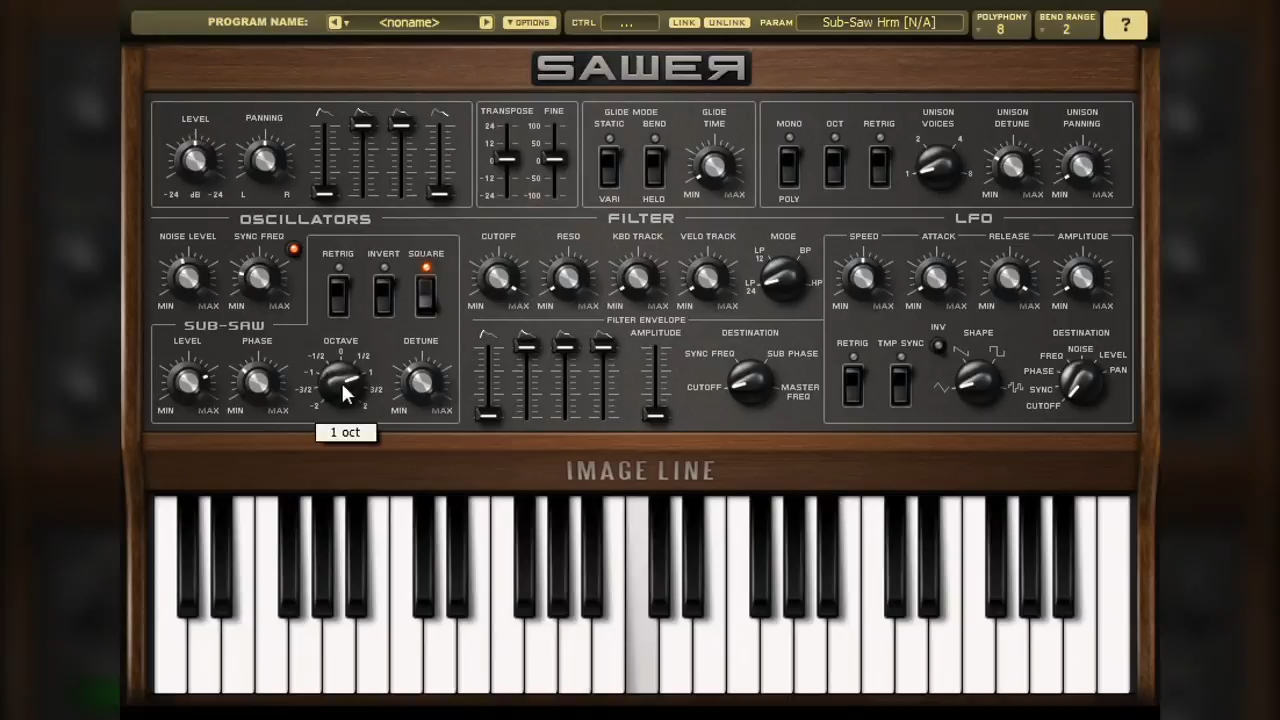 PROGRAM NAME: <noname> OPTIONS CTRL ... LINK UNLINK PARAM Sub-Saw Hrm [N/A] POLYPHONY 8 BEND RANGE 2 ?
SAWER
LEVEL PANNING
-24 dB -24 L R
TRANSPOSE FINE
24 100
12 50
0 0
-12 -50
-24 -100
GLIDE MODE
STATIC BEND
VARI HELD
GLIDE TIME
MIN MAX
MONO OCT RETRIG
POLY
UNISON VOICES
1 2 4 8
UNISON DETUNE
MIN MAX
UNISON PANNING
MIN MAX
OSCILLATORS FILTER LFO
NOISE LEVEL SYNC FREQ
MIN MAX MIN MAX
RETRIG INVERT SQUARE
SUB-SAW
LEVEL PHASE OCTAVE DETUNE
MIN MAX MIN MAX
0
-1/2 1/2
-1 1
-3/2 3/2
-2 2
MIN MAX
1 oct
CUTOFF RESO KBD TRACK VELO TRACK MODE
MIN MAX MIN MAX MIN MAX MIN MAX
LP 12 BP
LP 24 HP
FILTER ENVELOPE
AMPLITUDE DESTINATION
SYNC FREQ SUB PHASE
CUTOFF MASTER FREQ
SPEED ATTACK RELEASE AMPLITUDE
MIN MAX MIN MAX MIN MAX MIN MAX
RETRIG TMP SYNC INV SHAPE DESTINATION
NOISE
FREQ LEVEL
PHASE PAN
SYNC
CUTOFF
IMAGE LINE